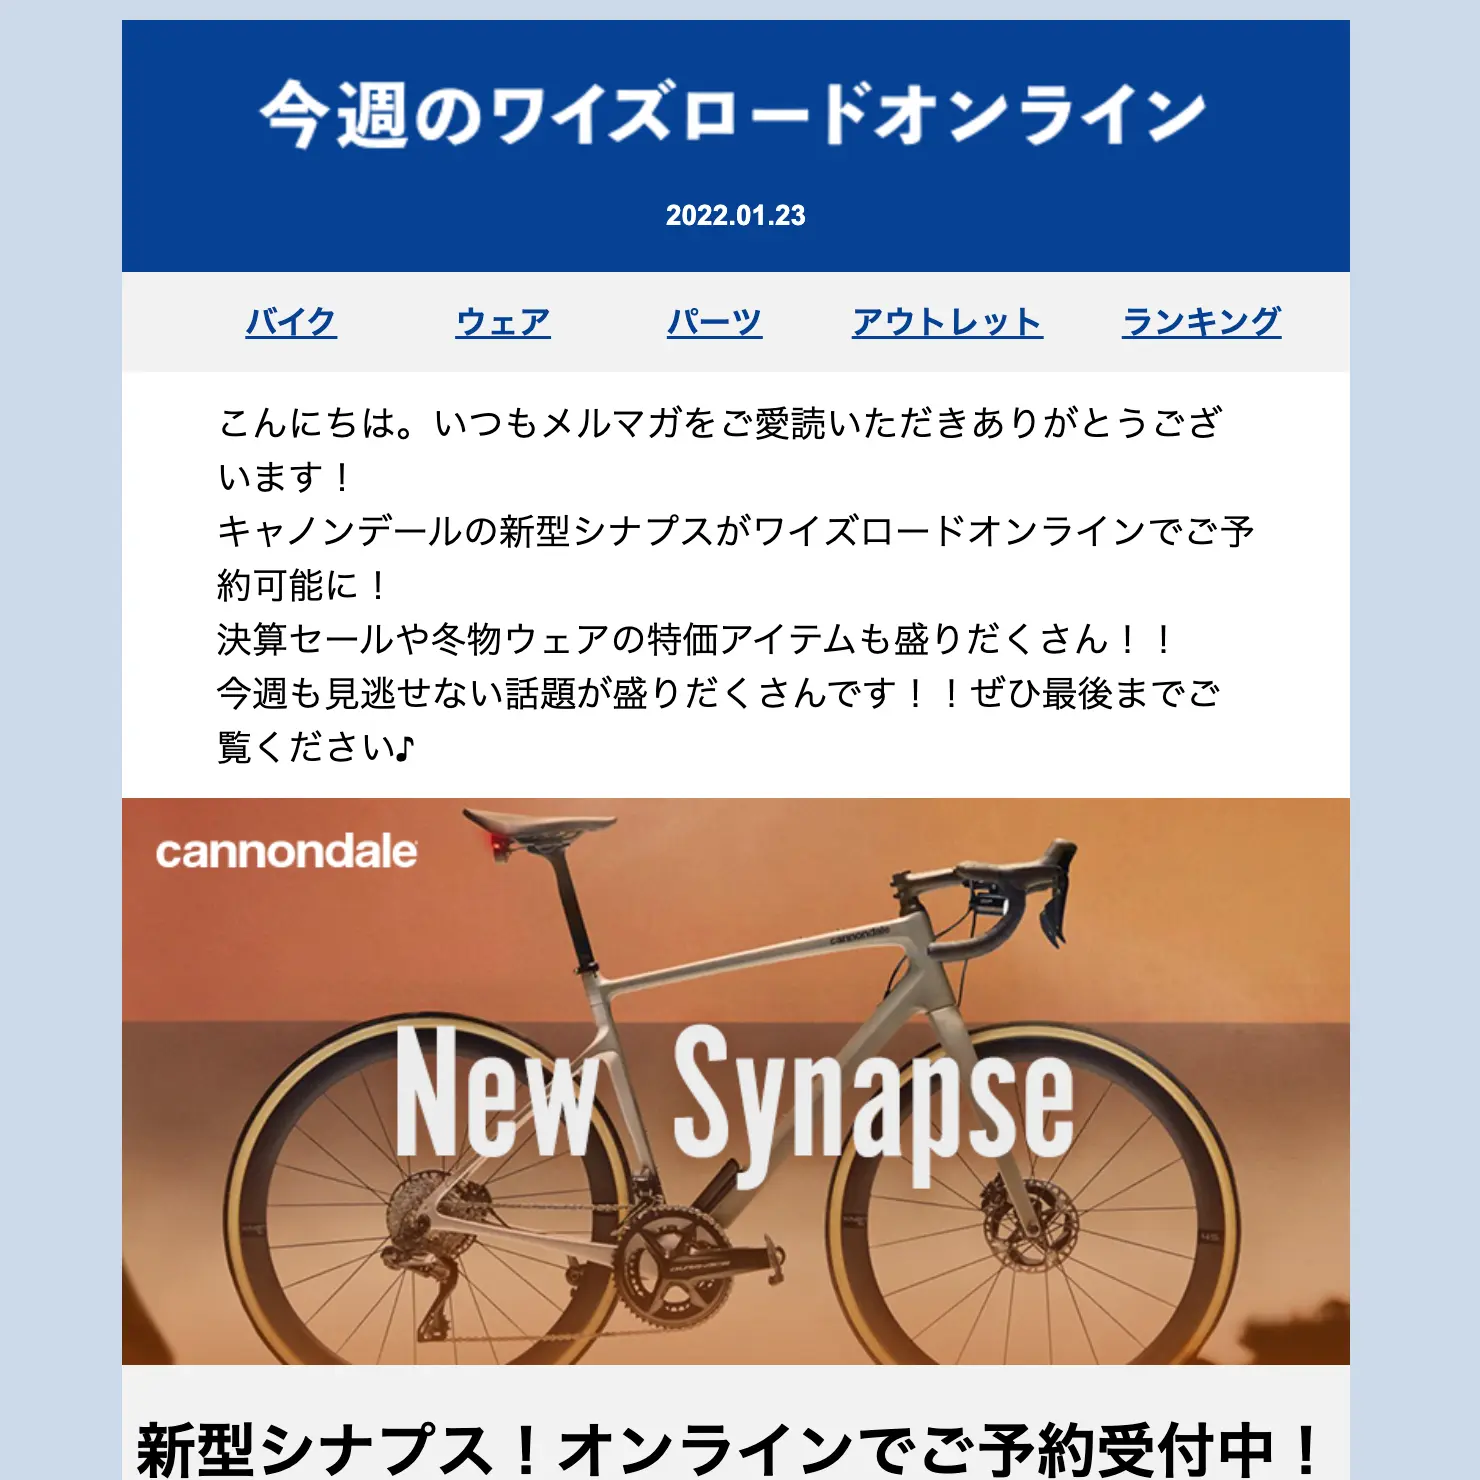 今週のワイズロードオンライン
2022.01.23
バイク ウェア パーツ アウトレット ランキング
こんにちは。いつもメルマガをご愛読いただきありがとうござ
います！
キャノンデールの新型シナプスがワイズロードオンラインでご予
約可能に！
決算セールや冬物ウェアの特価アイテムも盛りだくさん！！
今週も見逃せない話題が盛りだくさんです！！ぜひ最後までご
覧ください♪
cannondale
cannondale
New Synapse
新型シナプス！オンラインでご予約受付中！